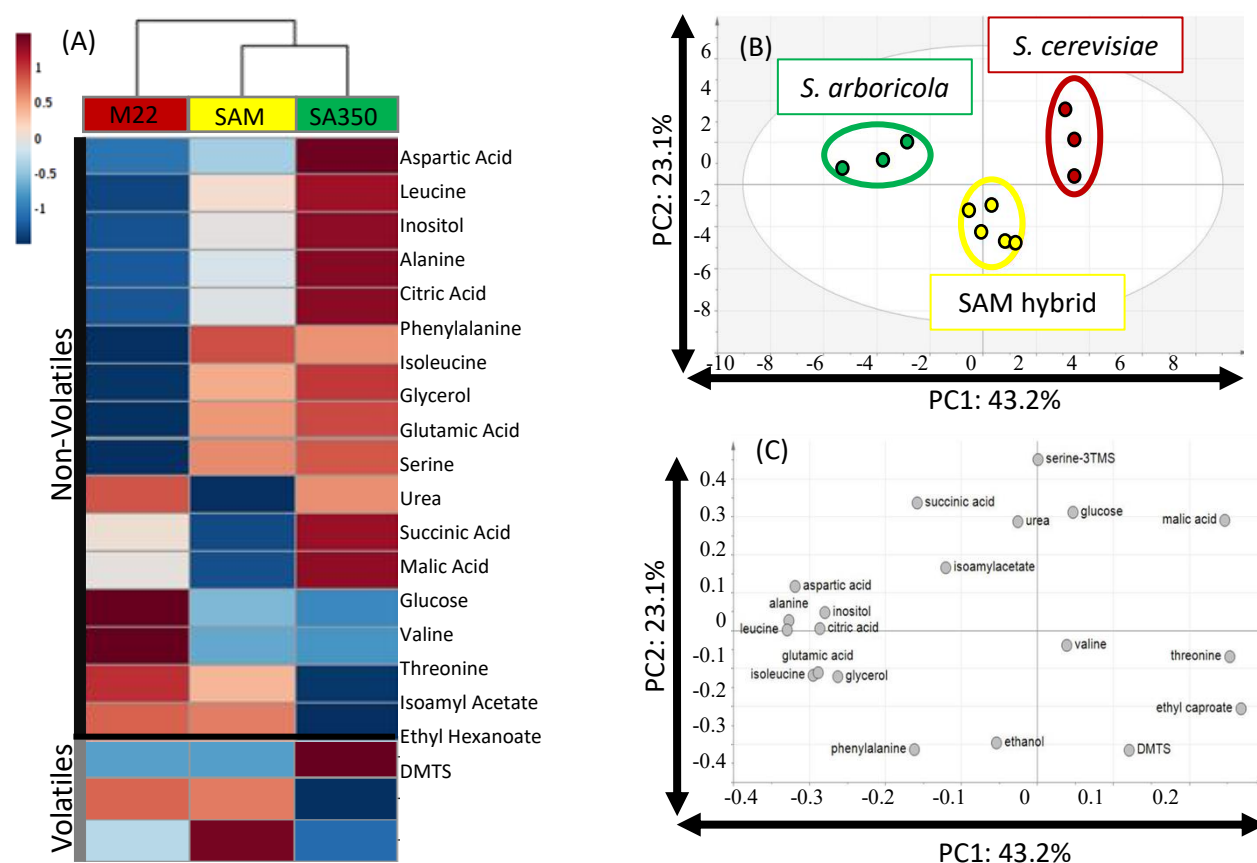 (A)
1
0.5
0
-0.5
-1
M22
SAM
SA350
Non-Volatiles
Volatiles
Aspartic Acid
Leucine
Inositol
Alanine
Citric Acid
Phenylalanine
Isoleucine
Glycerol
Glutamic Acid
Serine
Urea
Succinic Acid
Malic Acid
Glucose
Valine
Threonine
Isoamyl Acetate
Ethyl Hexanoate
DMTS
(B)
S. cerevisiae
S. arboricola
SAM hybrid
PC2: 23.1%
6
4
2
0
-2
-4
-6
-8
-10 -8 -6 -4 -2 0 2 4 6 8
PC1: 43.2%
(C)
PC2: 23.1%
0.4
0.3
0.2
0.1
0
-0.1
-0.2
-0.3
-0.4
serine-3TMS
succinic acid
urea
glucose
malic acid
isoamylacetate
aspartic acid
alanine
inositol
leucine
citric acid
valine
threonine
glutamic acid
isoleucine
glycerol
ethyl caproate
phenylalanine
ethanol
DMTS
-0.4 -0.2 -0.1 0 0.1 0.2
PC1: 43.2%